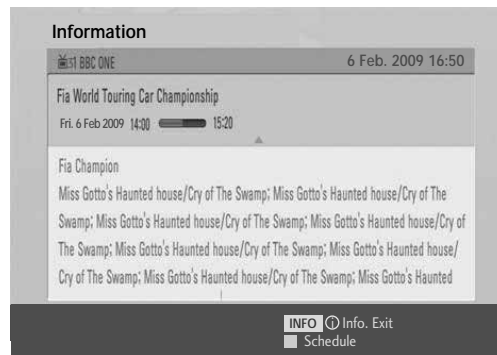 Information
51 BBC ONE 6 Feb. 2009 16:50
Fia World Touring Car Championship
Fri. 6 Feb 2009 14:00 15:20
Fia Champion
Miss Gotto's Haunted house/Cry of The Swamp; Miss Gotto's Haunted house/Cry of The
Swamp; Miss Gotto's Haunted house/Cry of The Swamp; Miss Gotto's Haunted house/Cry of
The Swamp; Miss Gotto's Haunted house/Cry of The Swamp; Miss Gotto's Haunted house/
Cry of The Swamp; Miss Gotto's Haunted house/Cry of The Swamp; Miss Gotto's Haunted
INFO ⓘ Info. Exit
Schedule